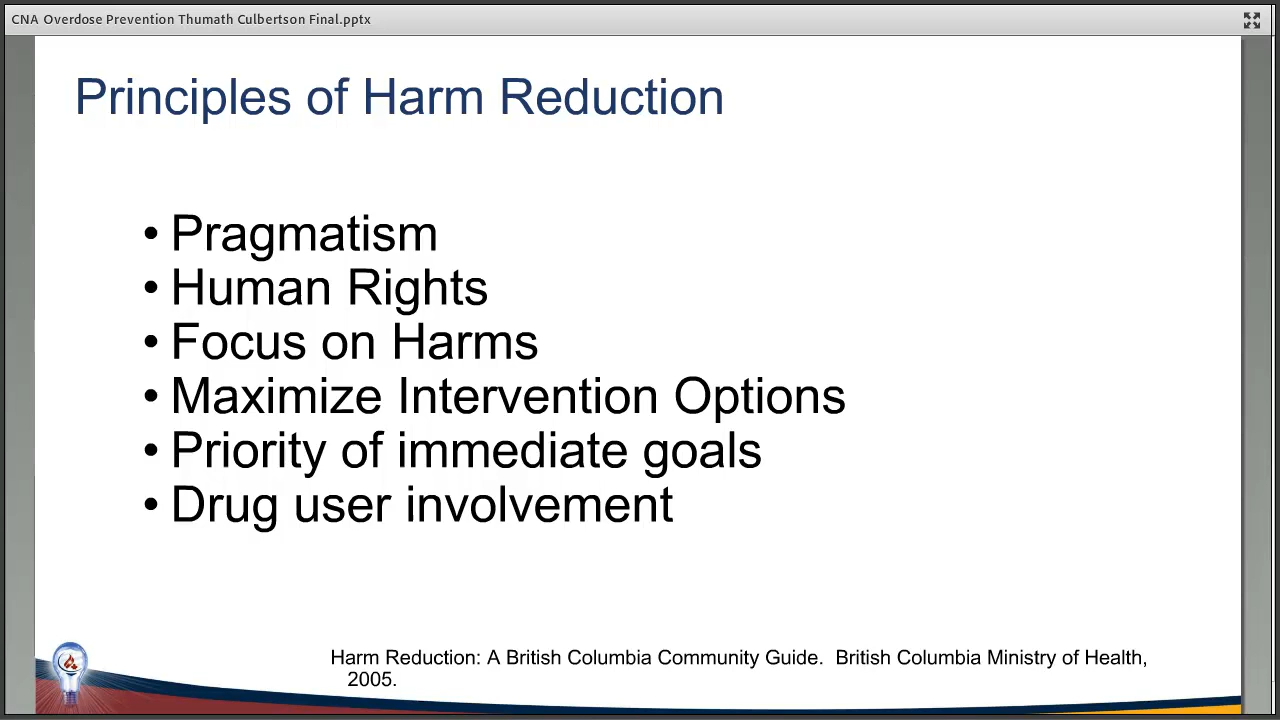 CNA Overdose Prevention Thumath Culbertson Final.pptx
Principles of Harm Reduction
• Pragmatism
• Human Rights
• Focus on Harms
• Maximize Intervention Options
• Priority of immediate goals
• Drug user involvement
Harm Reduction: A British Columbia Community Guide.  British Columbia Ministry of Health,
2005.